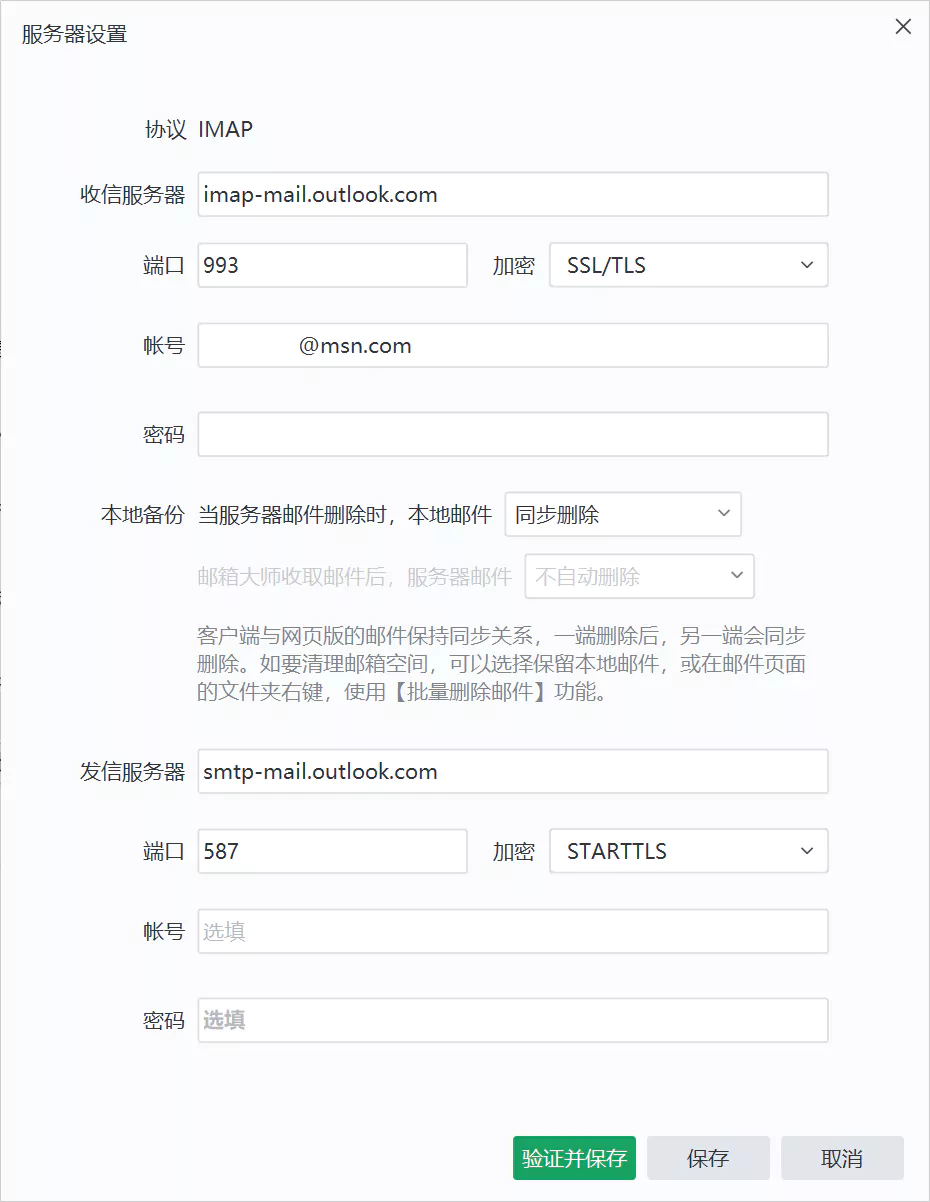 服务器设置
协议 IMAP
收信服务器 imap-mail.outlook.com
端口 993 加密 SSL/TLS
帐号 @msn.com
密码
本地备份 当服务器邮件删除时，本地邮件 同步删除
邮箱大师收取邮件后，服务器邮件 不自动删除
客户端与网页版的邮件保持同步关系，一端删除后，另一端会同步
删除。如要清理邮箱空间，可以选择保留本地邮件，或在邮件页面
的文件夹右键，使用【批量删除邮件】功能。
发信服务器 smtp-mail.outlook.com
端口 587 加密 STARTTLS
帐号 选填
密码 选填
验证并保存 保存 取消